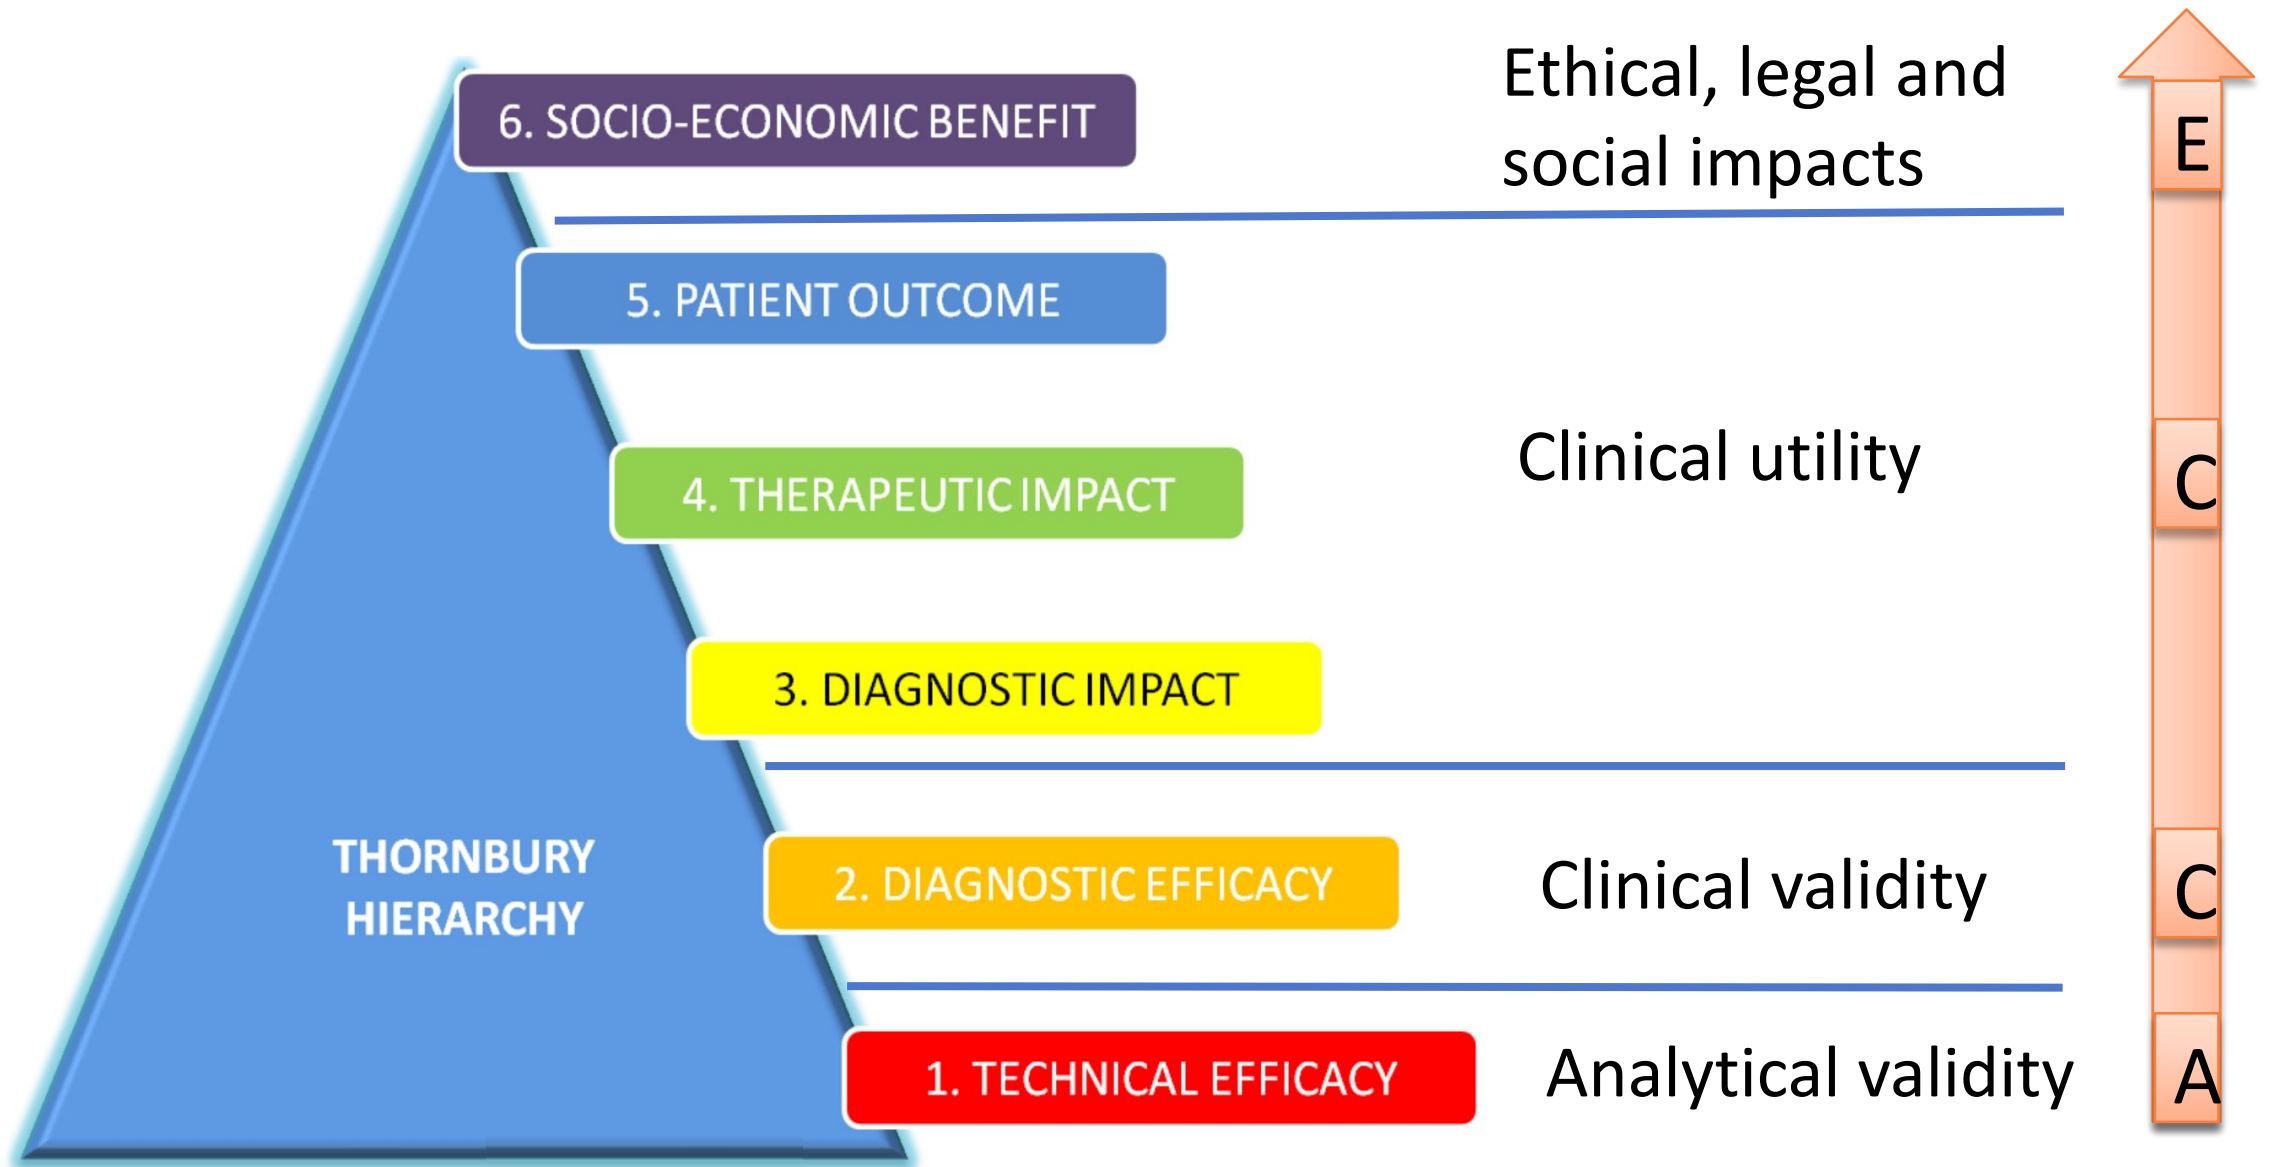 6. SOCIO-ECONOMIC BENEFIT
Ethical, legal and
social impacts
E
5. PATIENT OUTCOME
4. THERAPEUTIC IMPACT
Clinical utility
C
3. DIAGNOSTIC IMPACT
THORNBURY
HIERARCHY
2. DIAGNOSTIC EFFICACY
Clinical validity
C
1. TECHNICAL EFFICACY
Analytical validity
A